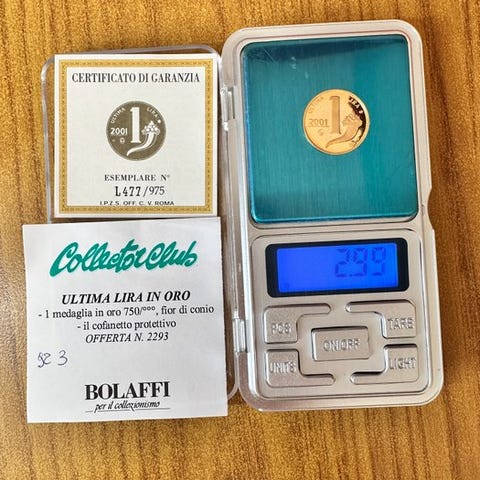 CERTIFICATO DI GARANZIA
ULTIMA LIRA
1
2001
ESEMPLARE N°
L477/975
I.P.Z.S. OFF. C. V. ROMA
Collector Club
ULTIMA LIRA IN ORO
- 1 medaglia in oro 750/°°°, fior di conio
- il cofanetto protettivo
OFFERTA N. 2293
BOLAFFI
per il collezionismo
ULTIMA LIRA
1
2001
2.99
PCS
TARE
ON/OFF
UNITS
LIGHT